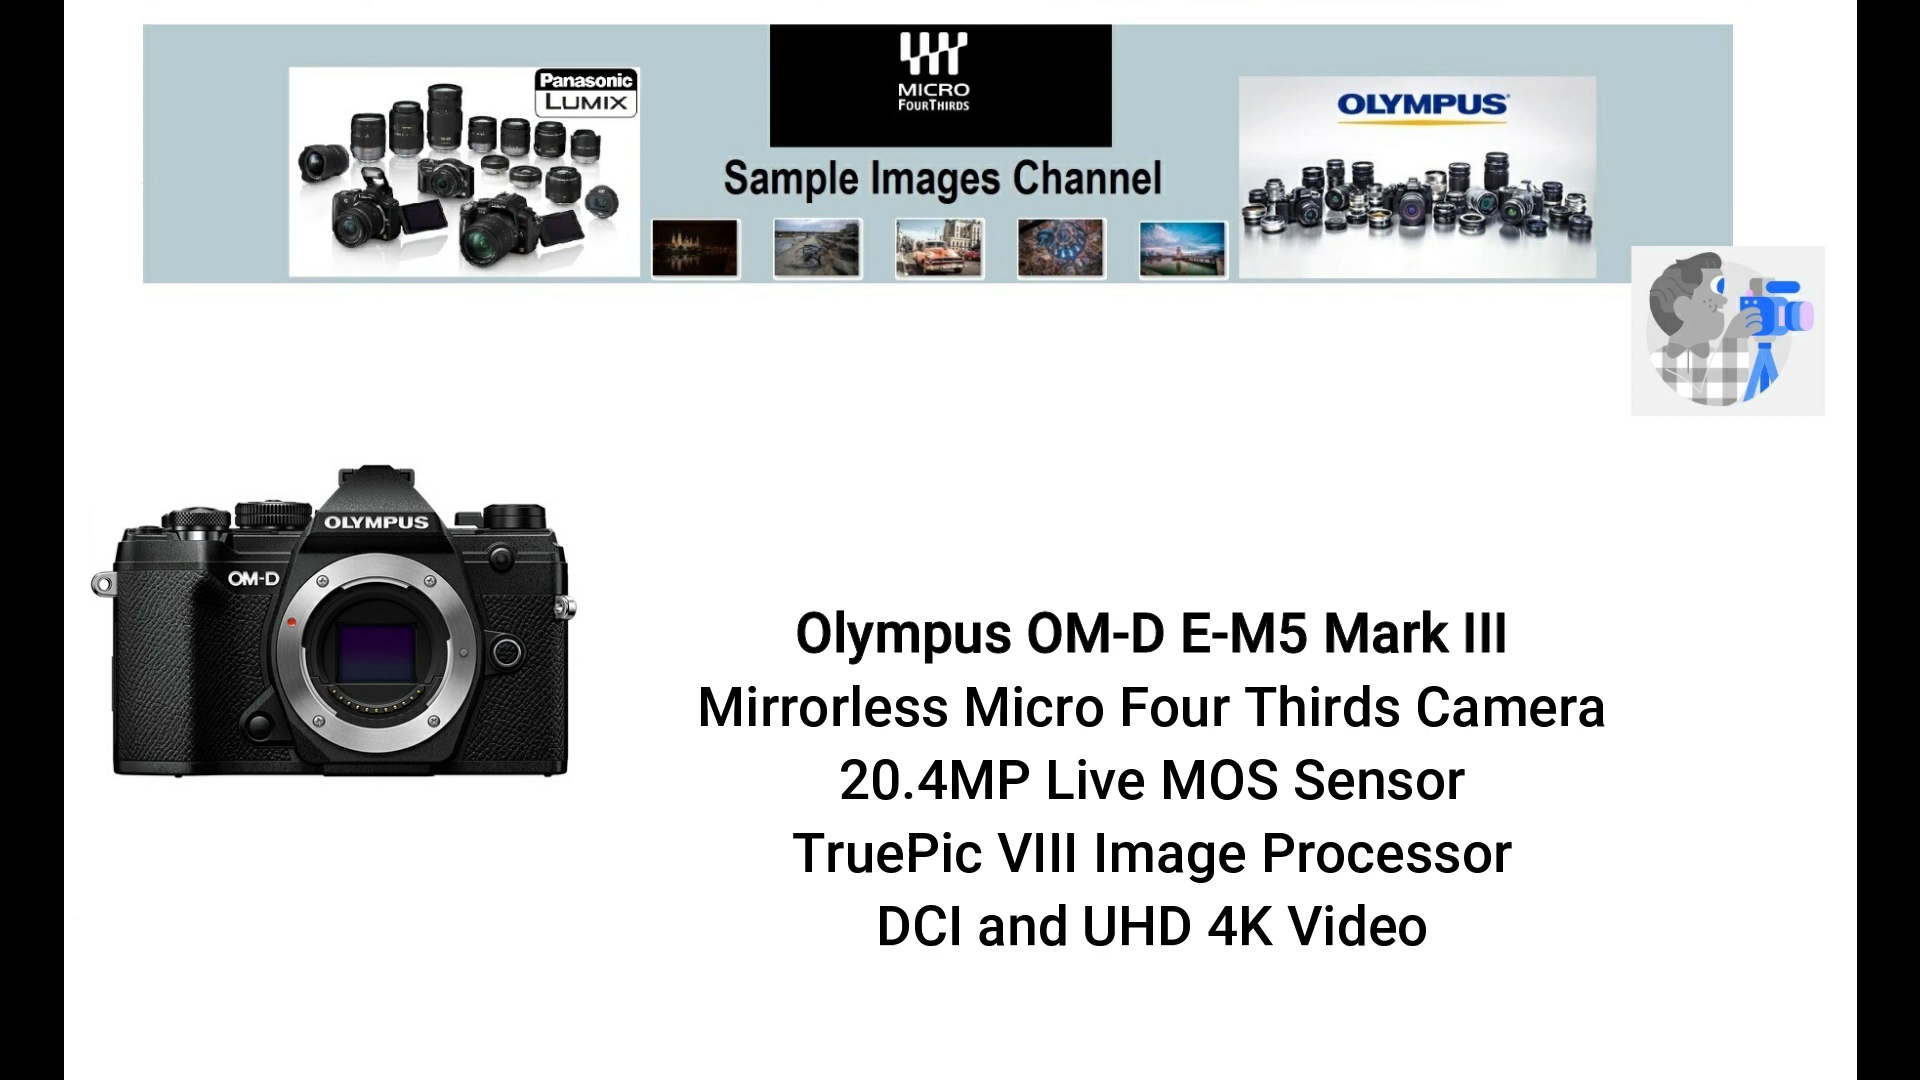 Panasonic
LUMIX
MICRO
FOURTHIRDS
OLYMPUS
Sample Images Channel
OLYMPUS
OM-D
Olympus OM-D E-M5 Mark III
Mirrorless Micro Four Thirds Camera
20.4MP Live MOS Sensor
TruePic VIII Image Processor
DCI and UHD 4K Video